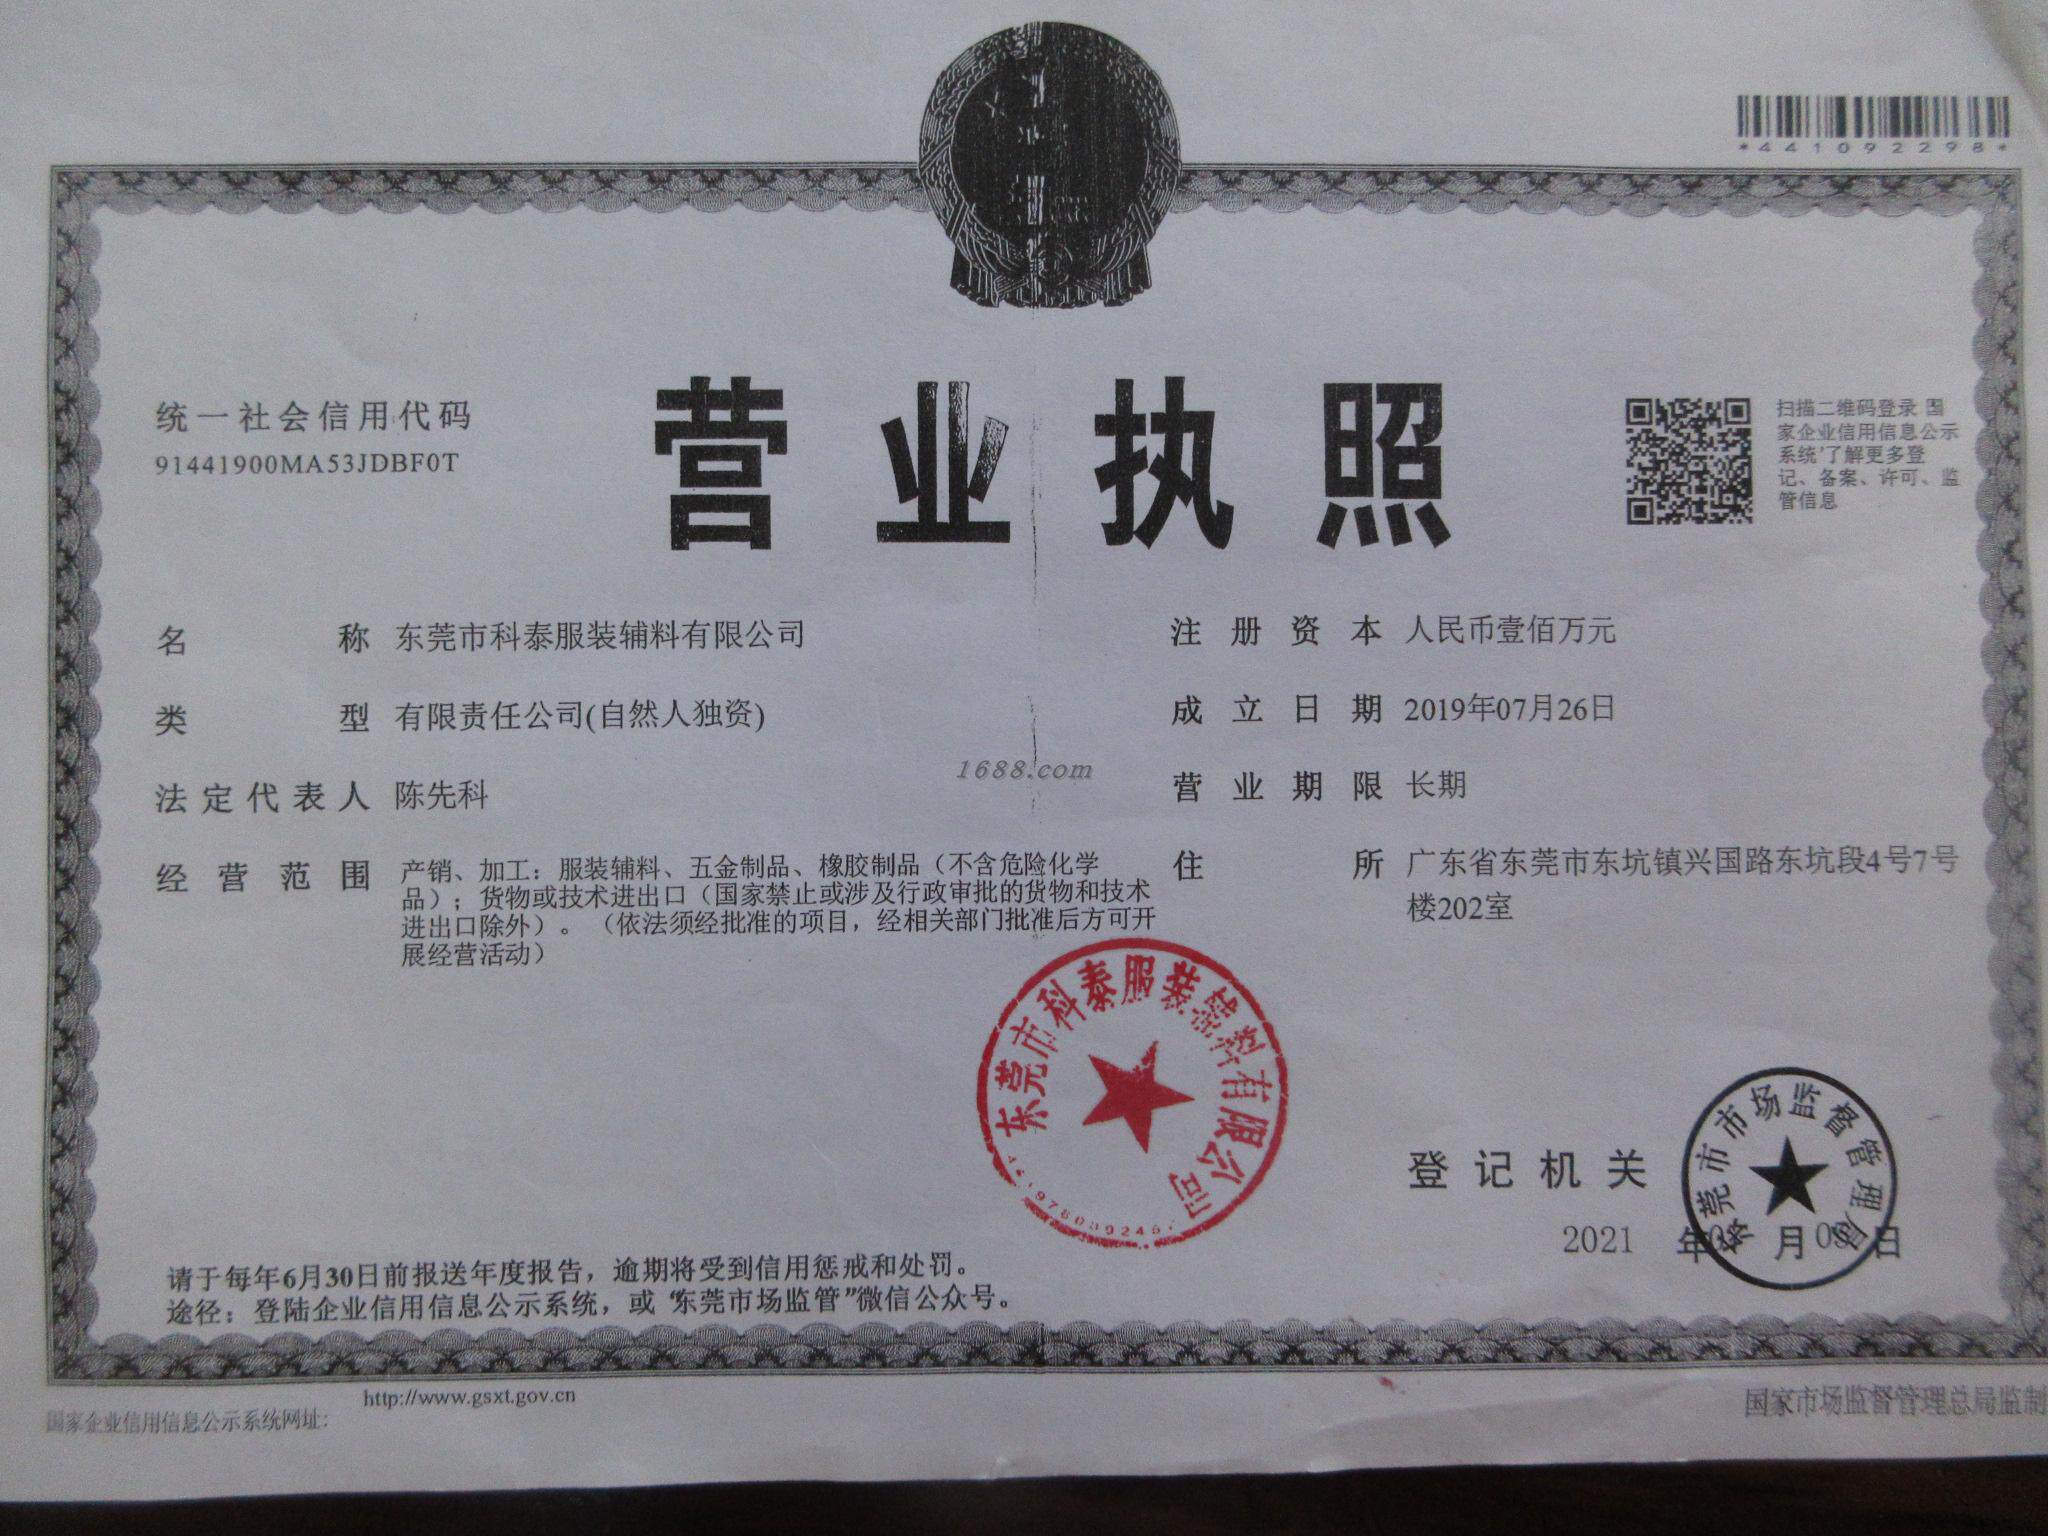 *441092298*
营业执照
统一社会信用代码
91441900MA53JDBF0T
扫描二维码登录 国
家企业信用信息公示
系统'了解更多登
记、备案、许可、监
管信息
名称 东莞市科泰服装辅料有限公司
类型 有限责任公司(自然人独资)
法定代表人 陈先科
经营范围 产销、加工：服装辅料、五金制品、橡胶制品（不含危险化学
品）；货物或技术进出口（国家禁止或涉及行政审批的货物和技术
进出口除外）。（依法须经批准的项目，经相关部门批准后方可开
展经营活动）
注册资本 人民币壹佰万元
成立日期 2019年07月26日
营业期限 长期
住所 广东省东莞市东坑镇兴国路东坑段4号7号
楼202室
1688.com
东莞市科泰服装辅料有限公司
登记机关
东莞市市场监督管理局
2021 年 月 日
请于每年6月30日前报送年度报告，逾期将受到信用惩戒和处罚。
途径：登陆企业信用信息公示系统，或“东莞市场监管”微信公众号。
国家企业信用信息公示系统网址:
http://www.gsxt.gov.cn
国家市场监督管理总局监制